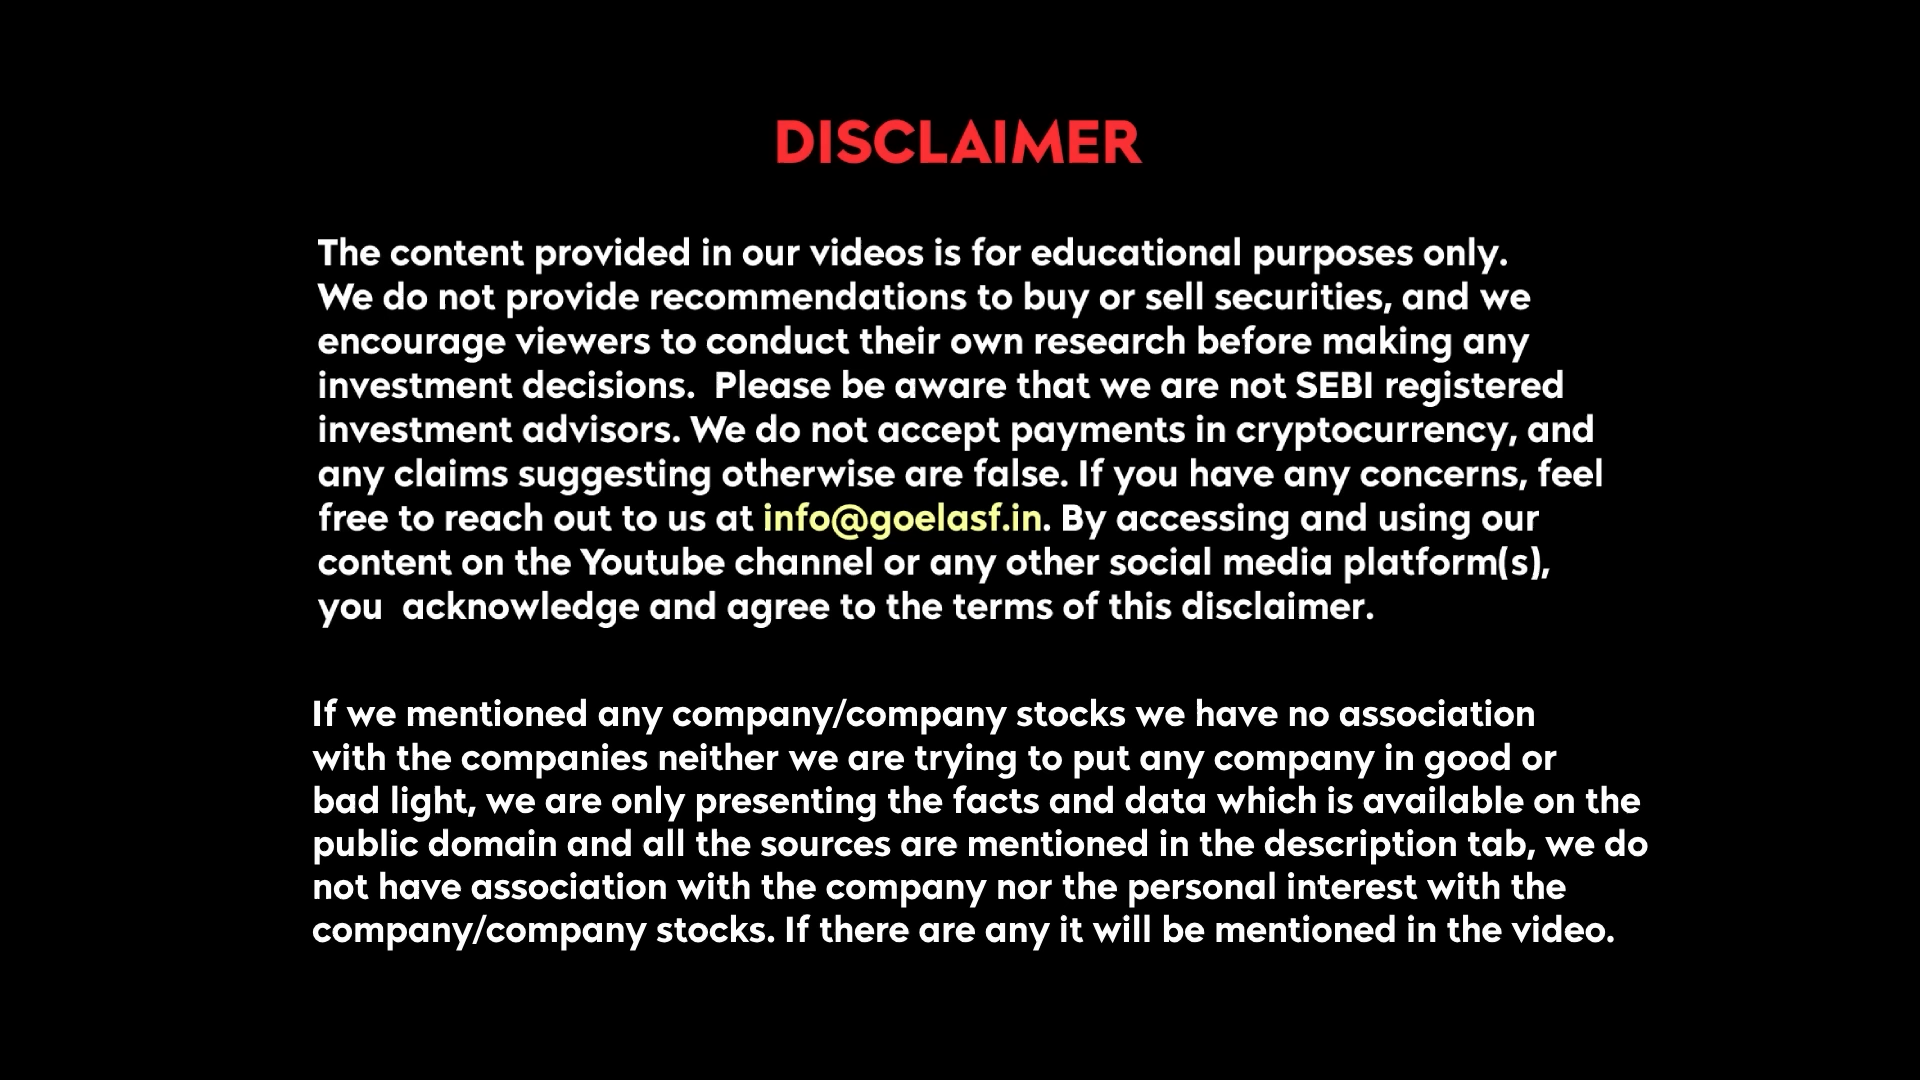 DISCLAIMER
The content provided in our videos is for educational purposes only.
We do not provide recommendations to buy or sell securities, and we
encourage viewers to conduct their own research before making any
investment decisions.  Please be aware that we are not SEBI registered
investment advisors. We do not accept payments in cryptocurrency, and
any claims suggesting otherwise are false. If you have any concerns, feel
free to reach out to us at info@goelasf.in. By accessing and using our
content on the Youtube channel or any other social media platform(s),
you  acknowledge and agree to the terms of this disclaimer.
If we mentioned any company/company stocks we have no association
with the companies neither we are trying to put any company in good or
bad light, we are only presenting the facts and data which is available on the
public domain and all the sources are mentioned in the description tab, we do
not have association with the company nor the personal interest with the
company/company stocks. If there are any it will be mentioned in the video.